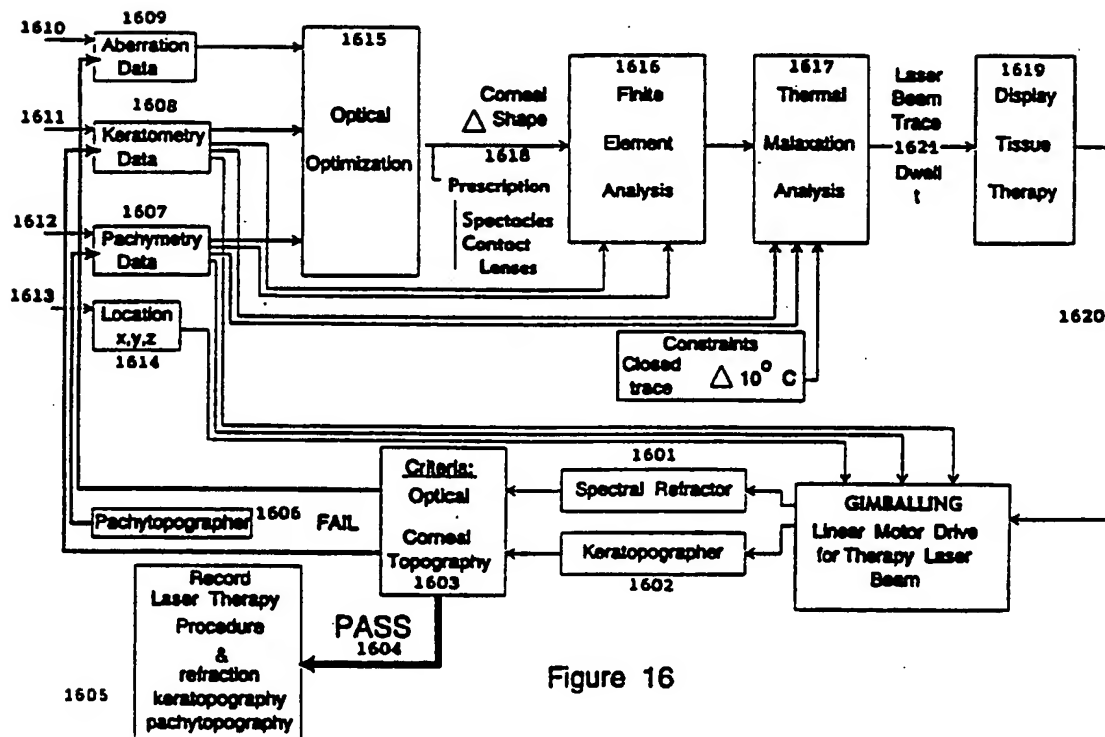 1610
1609
Aberration
Data
1611
1608
Keratometry
Data
1612
1607
Pachymetry
Data
1613
Location
x,y,z
1614
1615
Optical
Optimization
Corneal
△ Shape
1618
Prescription
Spectacles
Contact
Lenses
1616
Finite
Element
Analysis
1617
Thermal
Malaxation
Analysis
Laser
Beam
Trace
1621
Dwell
t
1619
Display
Tissue
Therapy
1620
Constraints
Closed △ 10° C
trace
1601
Spectral Refractor
Keratopographer
1602
GIMBALLING
Linear Motor Drive
for Therapy Laser
Beam
Criteria:
Optical
Corneal
Topography
1603
FAIL
Pachytopographer
1606
PASS
1604
Record
Laser Therapy
Procedure
&
refraction
keratopography
pachytopography
1605
Figure 16